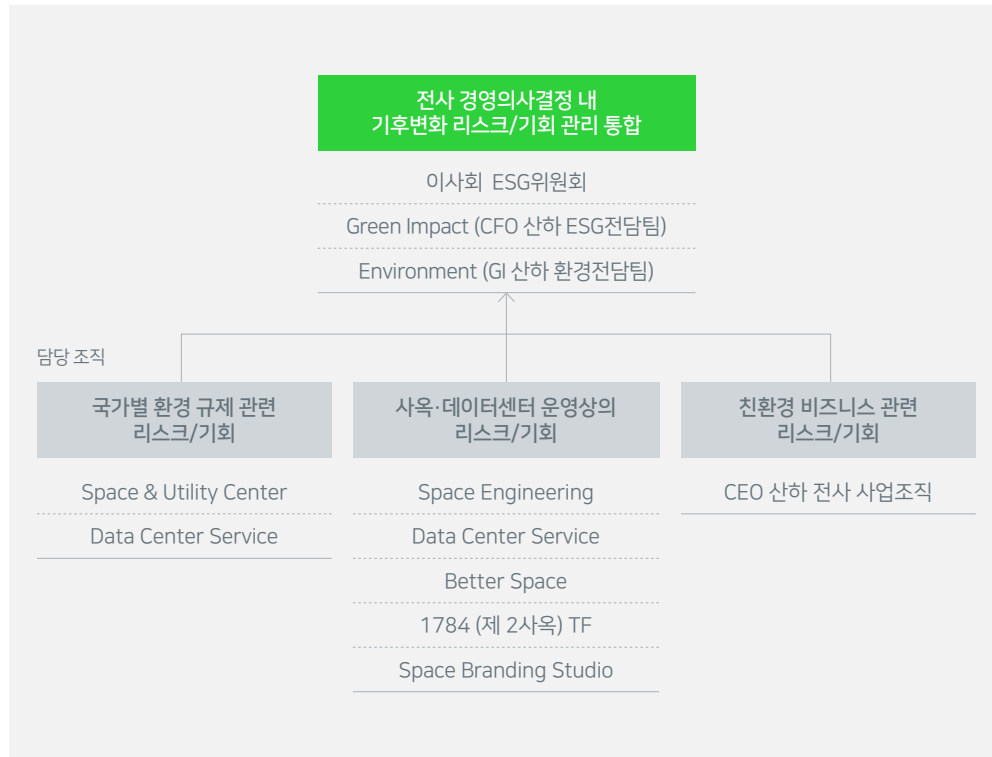 전사 경영의사결정 내
기후변화 리스크/기회 관리 통합
이사회 ESG위원회
Green Impact (CFO 산하 ESG전담팀)
Environment (GI 산하 환경전담팀)
담당 조직
국가별 환경 규제 관련
리스크/기회
Space & Utility Center
Data Center Service
사옥·데이터센터 운영상의
리스크/기회
Space Engineering
Data Center Service
Better Space
1784 (제 2사옥) TF
Space Branding Studio
친환경 비즈니스 관련
리스크/기회
CEO 산하 전사 사업조직